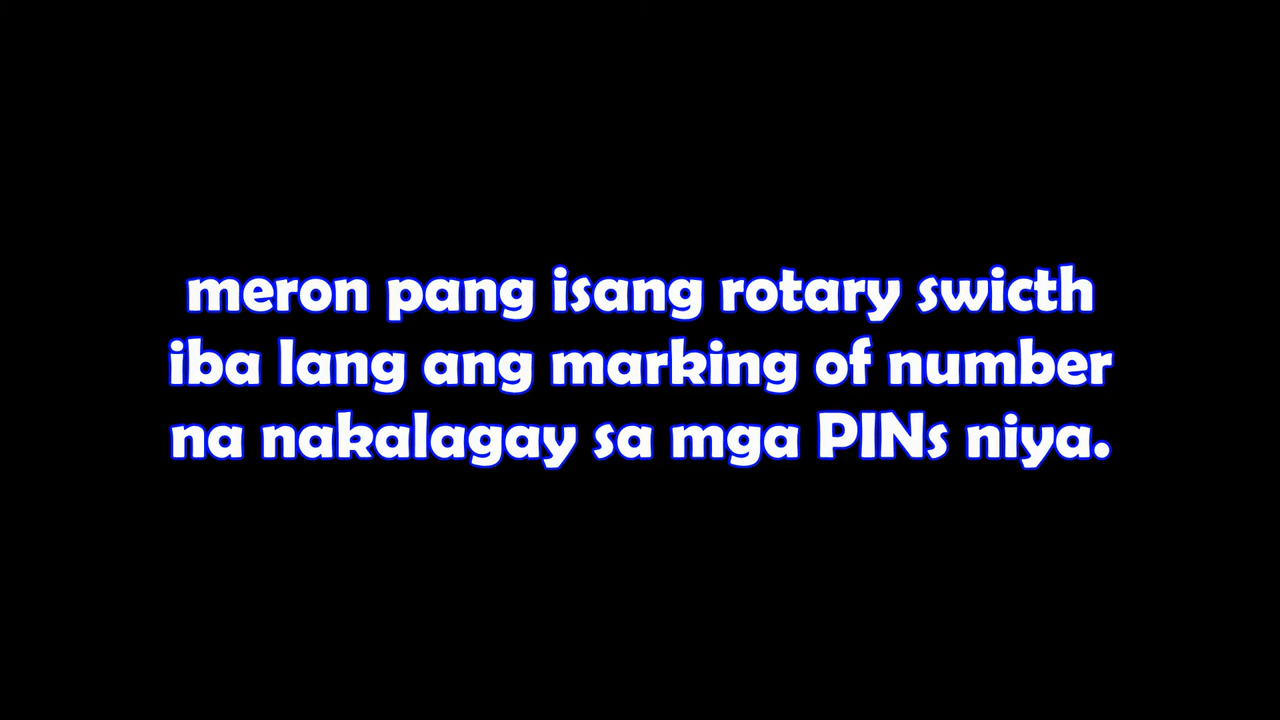 meron pang isang rotary swicth
iba lang ang marking of number
na nakalagay sa mga PINs niya.